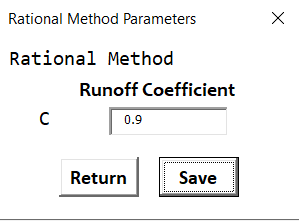 Rational Method Parameters
Rational Method
Runoff Coefficient
C 0.9
Return Save